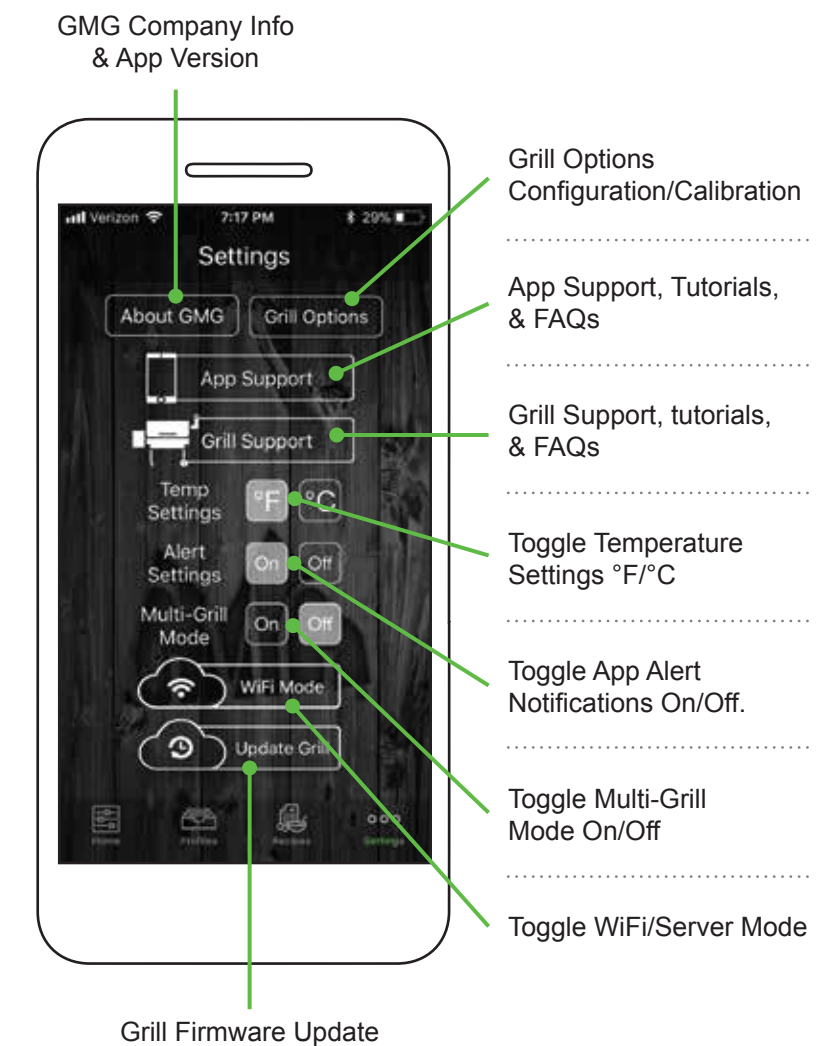 GMG Company Info
& App Version
Verizon 7:17 PM 29%
Settings
About GMG Grill Options
App Support
Grill Support
Temp
Settings
°F °C
Alert
Settings
On Off
Multi-Grill
Mode
On Off
WiFi Mode
Update Grill
Home Profiles Recipes Settings
Grill Options
Configuration/Calibration
App Support, Tutorials,
& FAQs
Grill Support, tutorials,
& FAQs
Toggle Temperature
Settings °F/°C
Toggle App Alert
Notifications On/Off.
Toggle Multi-Grill
Mode On/Off
Toggle WiFi/Server Mode
Grill Firmware Update